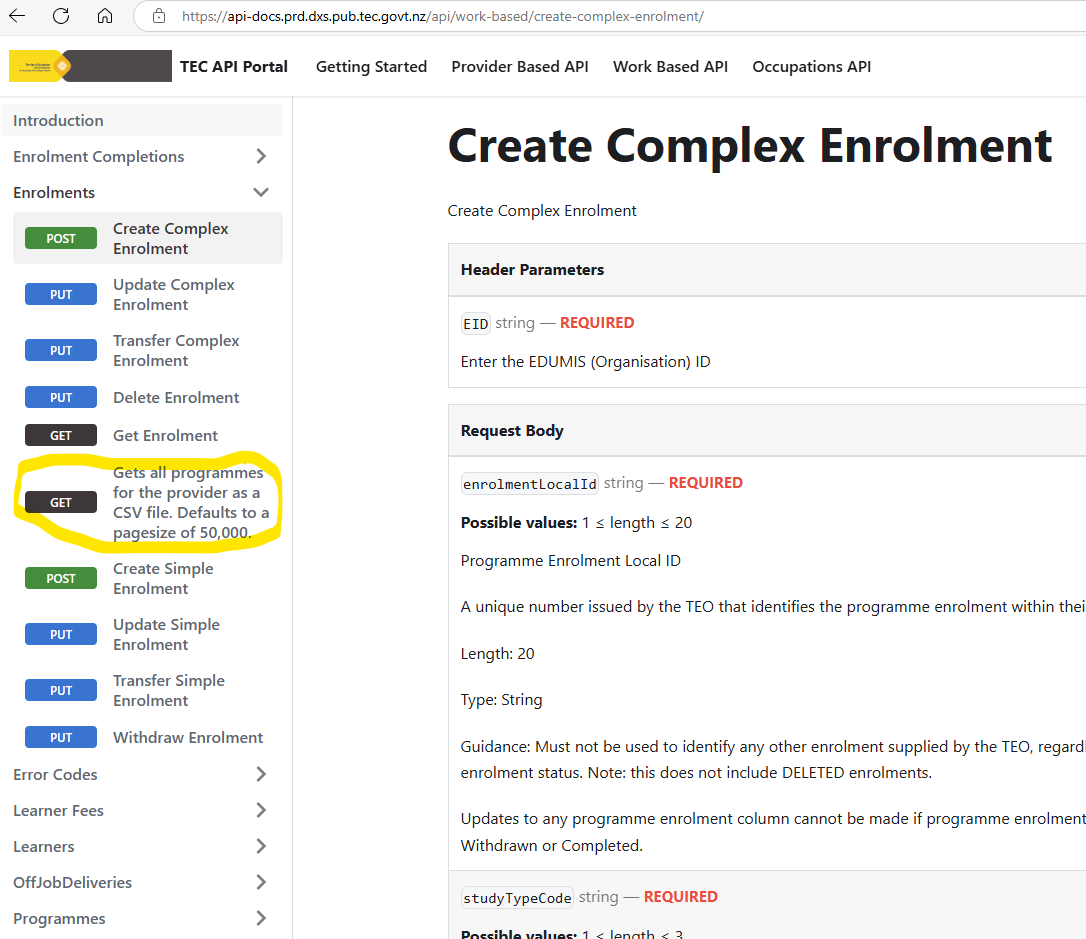 https://api-docs.prd.dxs.pub.tec.govt.nz/api/work-based/create-complex-enrolment/
TEC API Portal
Getting Started
Provider Based API
Work Based API
Occupations API
Introduction
Enrolment Completions
Enrolments
POST
Create Complex
Enrolment
PUT
Update Complex
Enrolment
PUT
Transfer Complex
Enrolment
PUT
Delete Enrolment
GET
Get Enrolment
GET
Gets all programmes
for the provider as a
CSV file. Defaults to a
pagesize of 50,000.
POST
Create Simple
Enrolment
PUT
Update Simple
Enrolment
PUT
Transfer Simple
Enrolment
PUT
Withdraw Enrolment
Error Codes
Learner Fees
Learners
OffJobDeliveries
Programmes
Create Complex Enrolment
Create Complex Enrolment
Header Parameters
EID string — REQUIRED
Enter the EDUMIS (Organisation) ID
Request Body
enrolmentLocalId string — REQUIRED
Possible values: 1 ≤ length ≤ 20
Programme Enrolment Local ID
A unique number issued by the TEO that identifies the programme enrolment within thei
Length: 20
Type: String
Guidance: Must not be used to identify any other enrolment supplied by the TEO, regardl
enrolment status. Note: this does not include DELETED enrolments.
Updates to any programme enrolment column cannot be made if programme enrolment
Withdrawn or Completed.
studyTypeCode string — REQUIRED
Possible values: 1 ≤ length ≤ 3